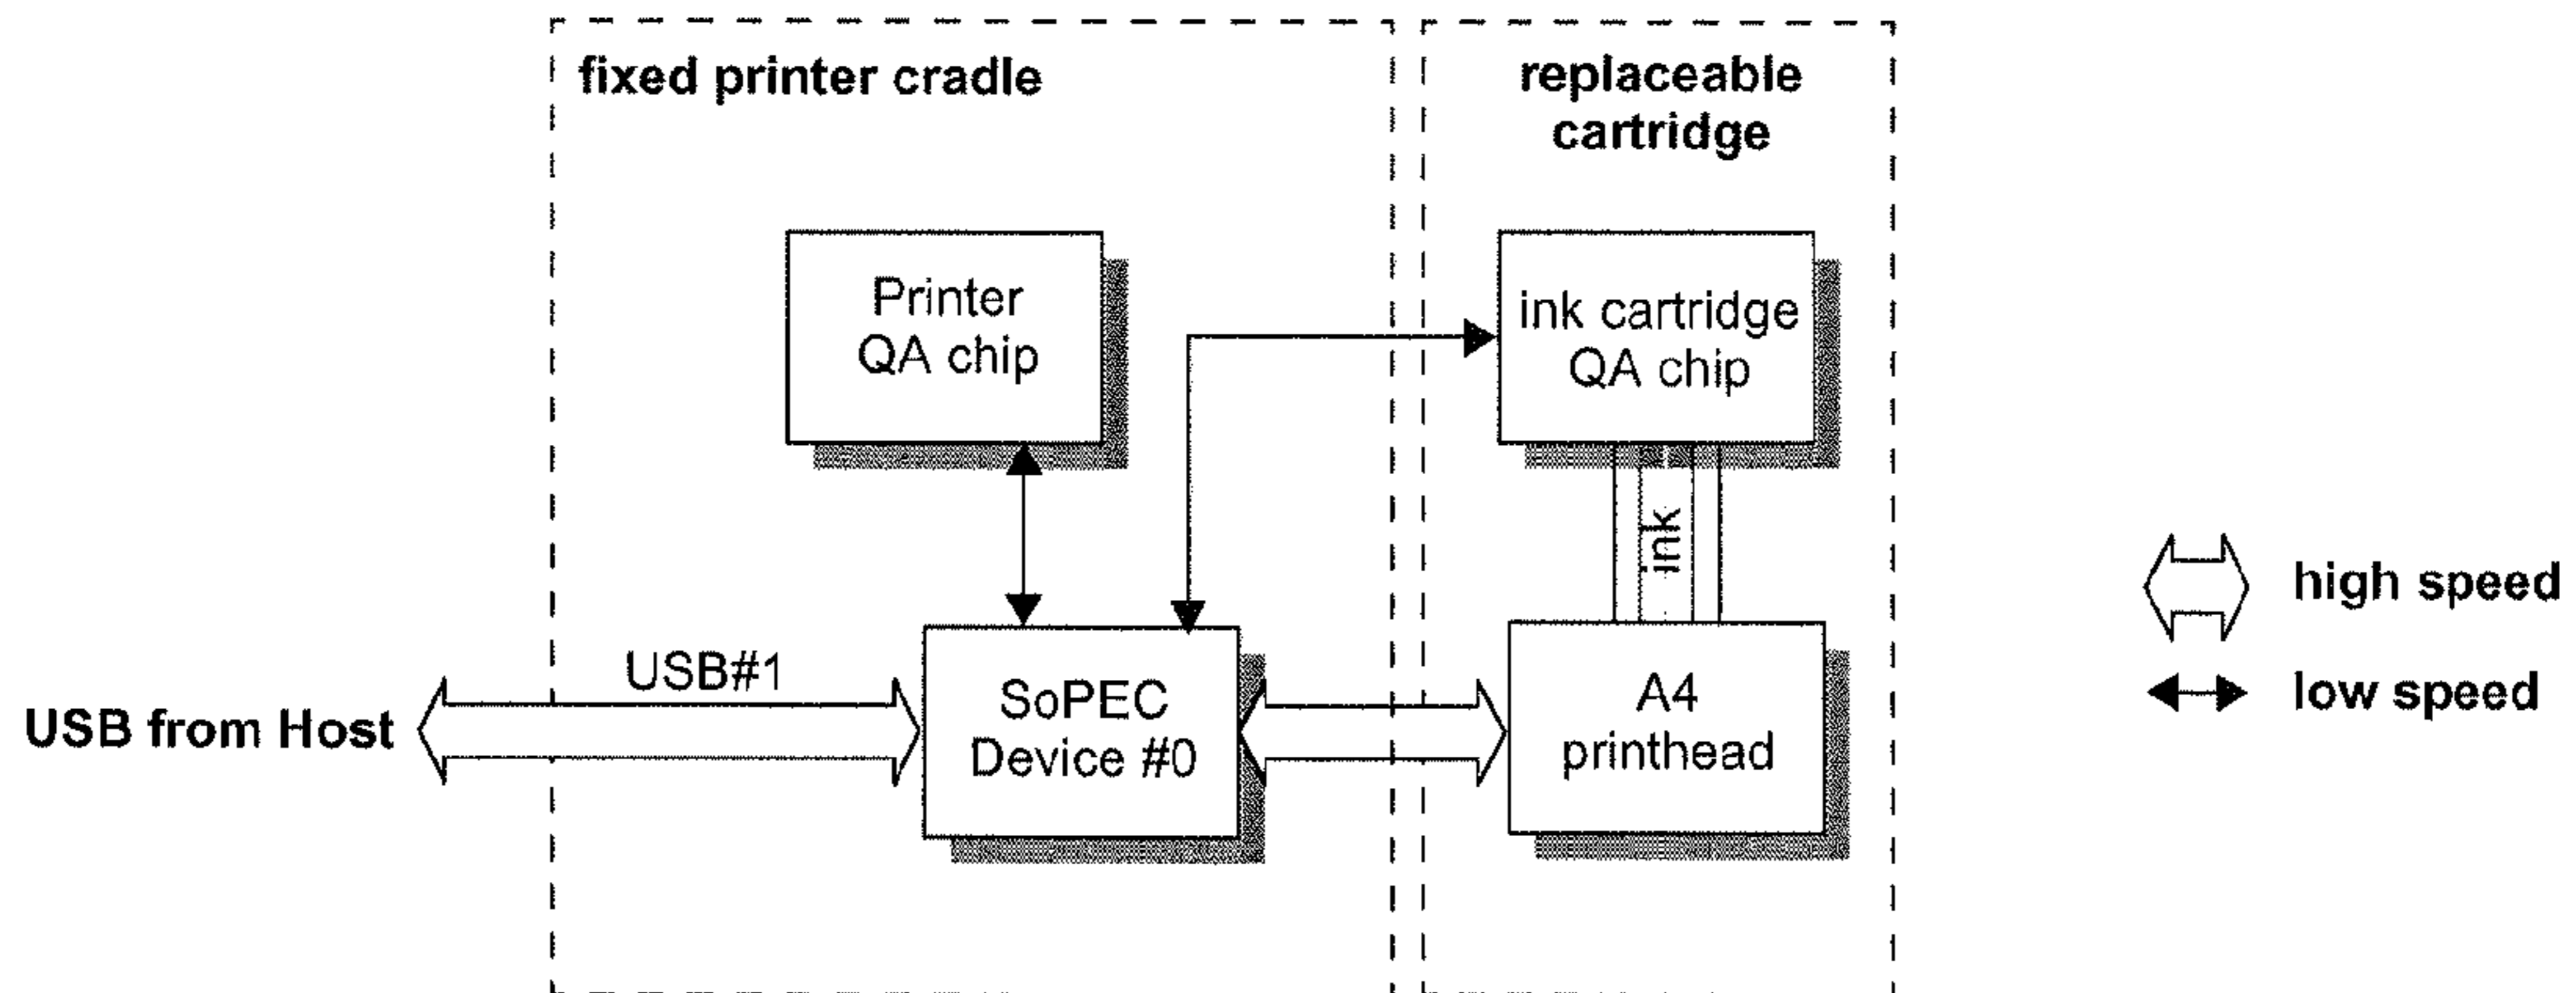 fixed printer cradle
replaceable
cartridge
Printer
QA chip
ink cartridge
QA chip
ink
USB#1
USB from Host
SoPEC
Device #0
A4
printhead
high speed
low speed